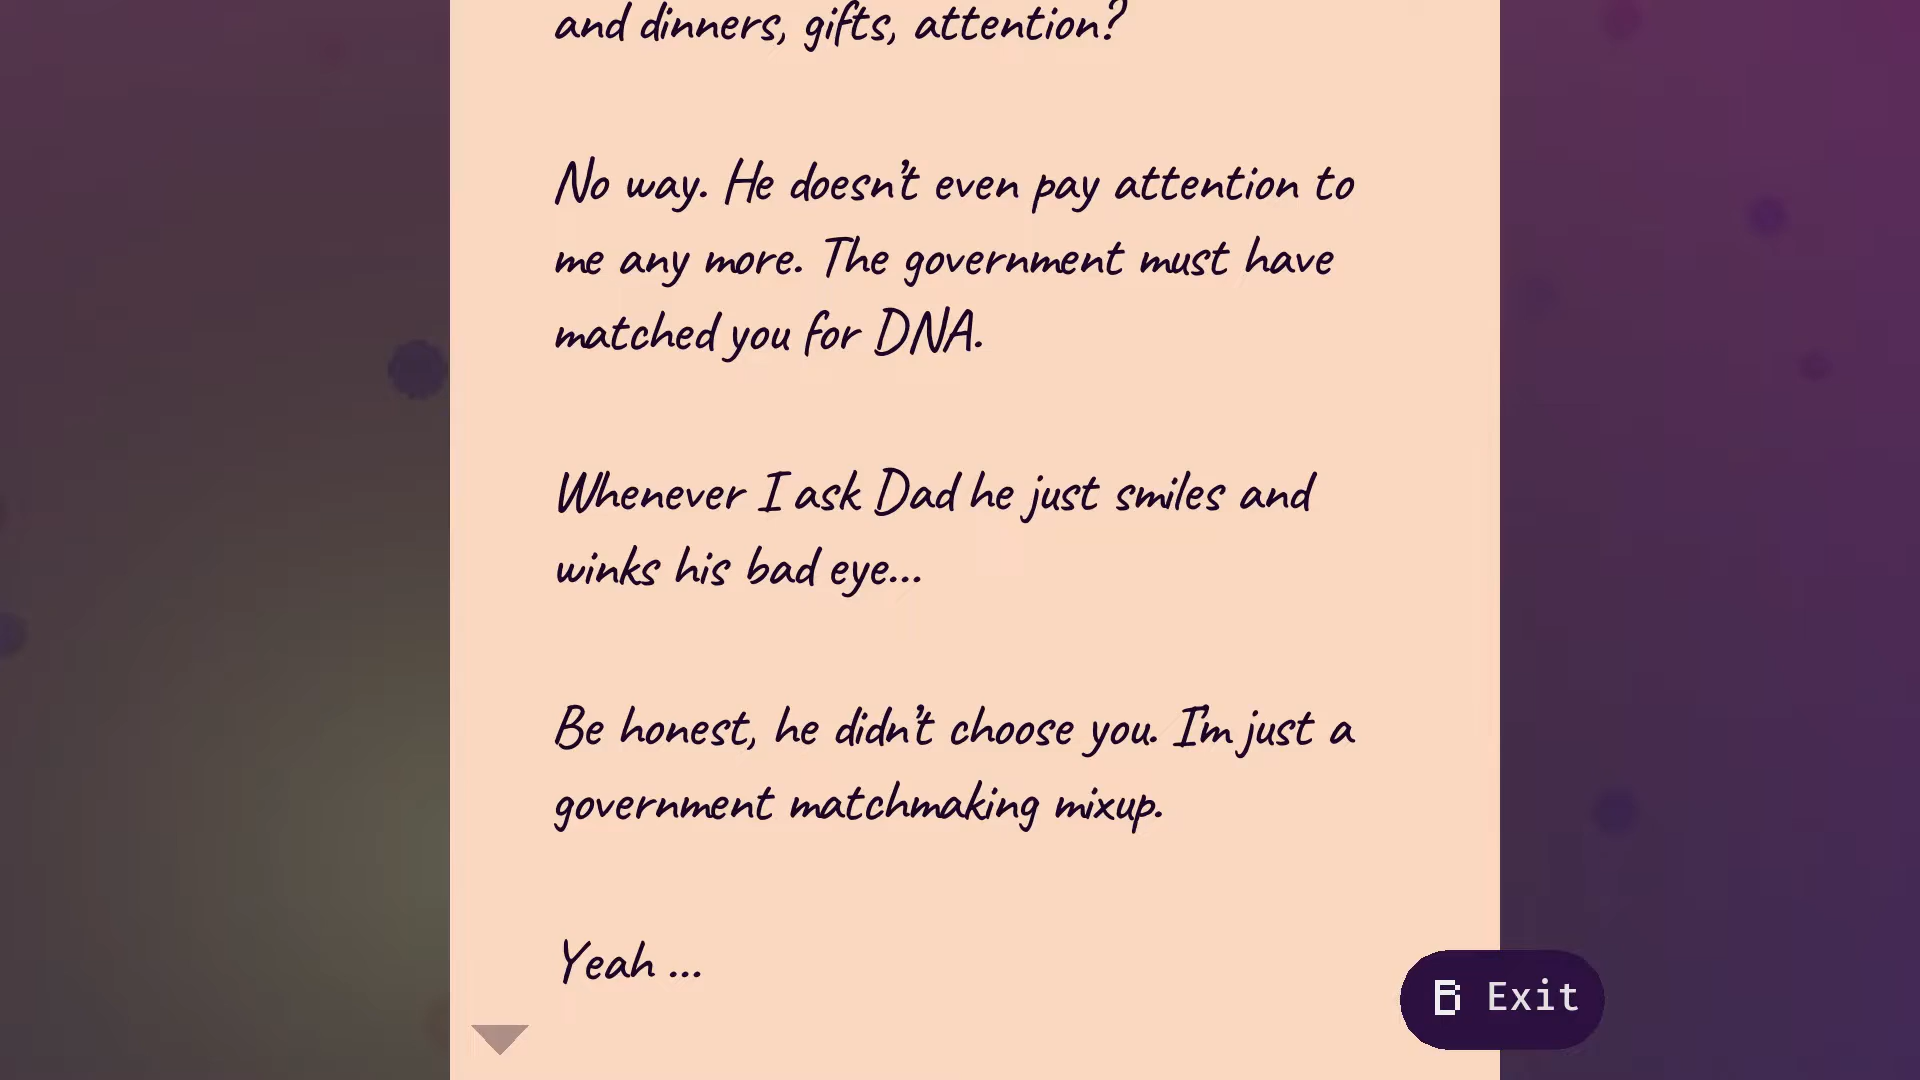 and dinners, gifts, attention?
No way. He doesn't even pay attention to
me any more. The government must have
matched you for DNA.
Whenever I ask Dad he just smiles and
winks his bad eye...
Be honest, he didn't choose you. I'm just a
government matchmaking mixup.
Yeah ...
B Exit